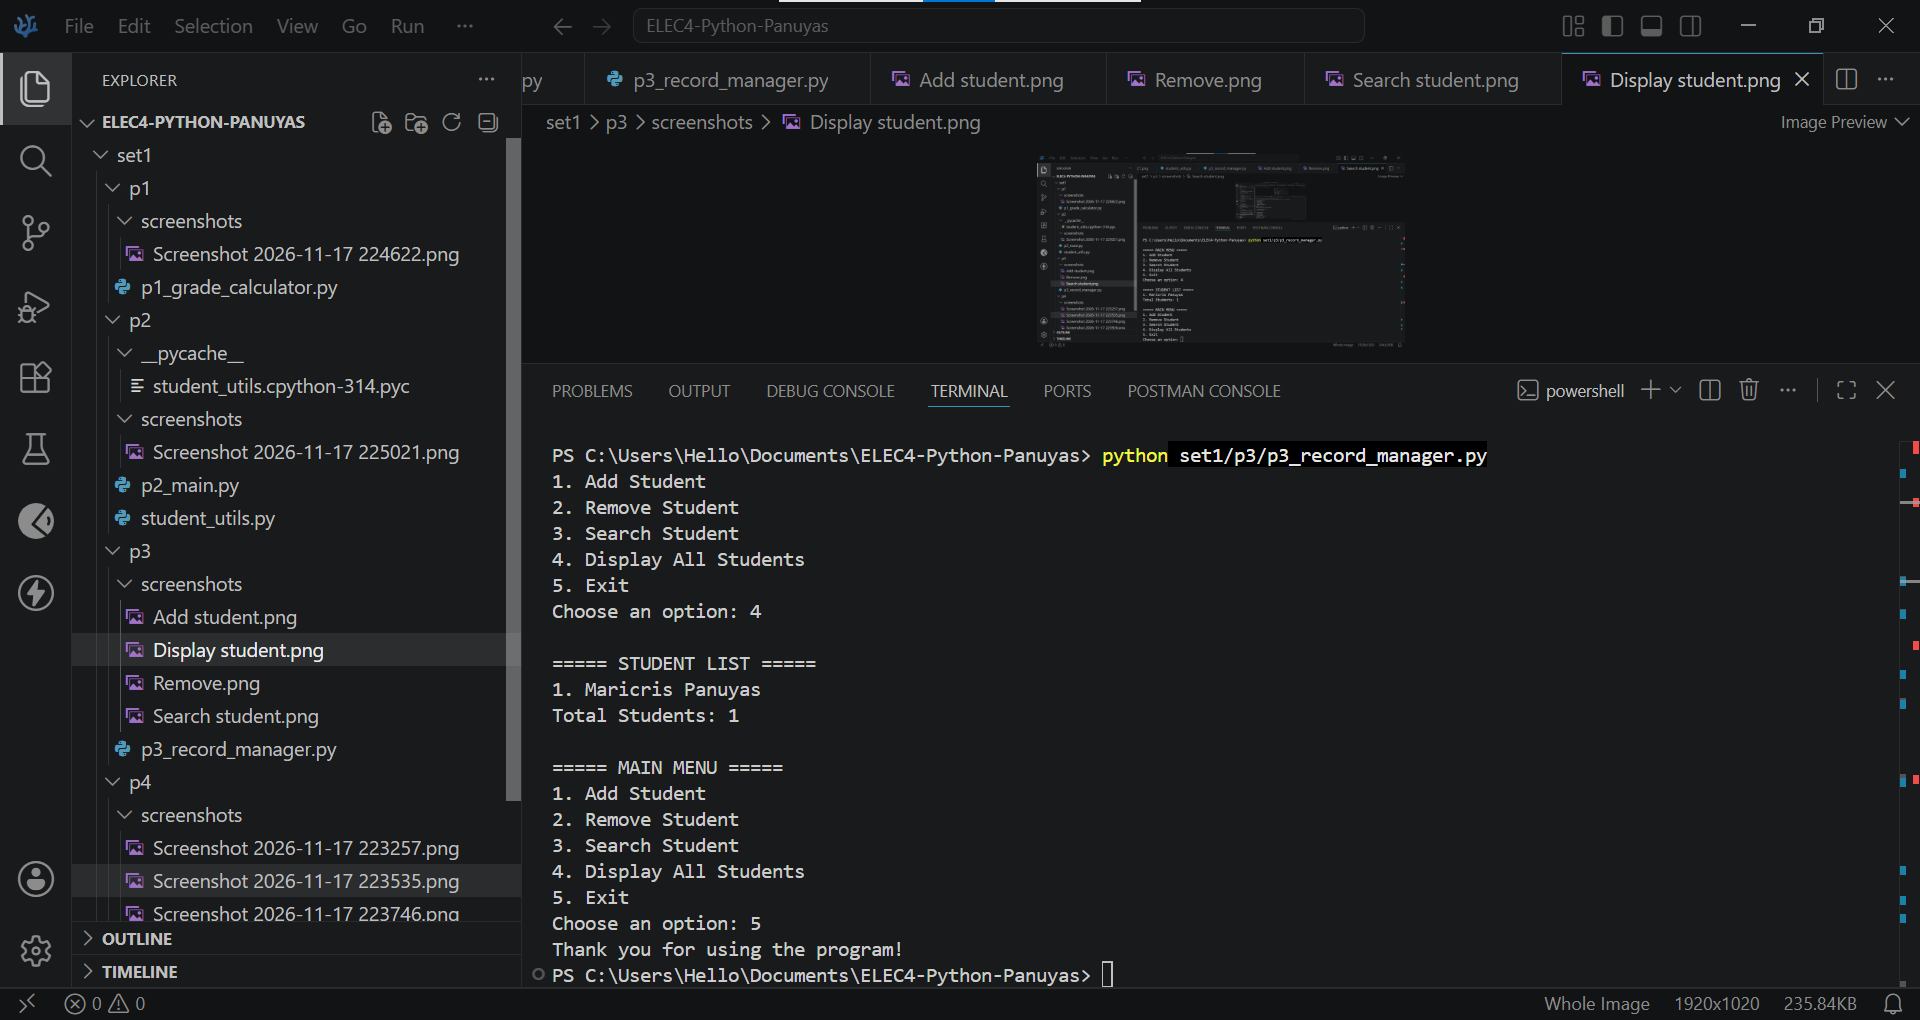 File Edit Selection View Go Run ··· ELEC4-Python-Panuyas
EXPLORER
ELEC4-PYTHON-PANUYAS
set1
p1
screenshots
Screenshot 2026-11-17 224622.png
p1_grade_calculator.py
p2
__pycache__
student_utils.cpython-314.pyc
screenshots
Screenshot 2026-11-17 225021.png
p2_main.py
student_utils.py
p3
screenshots
Add student.png
Display student.png
Remove.png
Search student.png
p3_record_manager.py
p4
screenshots
Screenshot 2026-11-17 223257.png
Screenshot 2026-11-17 223535.png
Screenshot 2026-11-17 223746.png
OUTLINE
TIMELINE
py p3_record_manager.py Add student.png Remove.png Search student.png Display student.png
set1 > p3 > screenshots > Display student.png Image Preview
PROBLEMS OUTPUT DEBUG CONSOLE TERMINAL PORTS POSTMAN CONSOLE powershell
PS C:\Users\Hello\Documents\ELEC4-Python-Panuyas> python set1/p3/p3_record_manager.py
1. Add Student
2. Remove Student
3. Search Student
4. Display All Students
5. Exit
Choose an option: 4
===== STUDENT LIST =====
1. Maricris Panuyas
Total Students: 1
===== MAIN MENU =====
1. Add Student
2. Remove Student
3. Search Student
4. Display All Students
5. Exit
Choose an option: 5
Thank you for using the program!
PS C:\Users\Hello\Documents\ELEC4-Python-Panuyas>
0 0 Whole Image 1920x1020 235.84KB